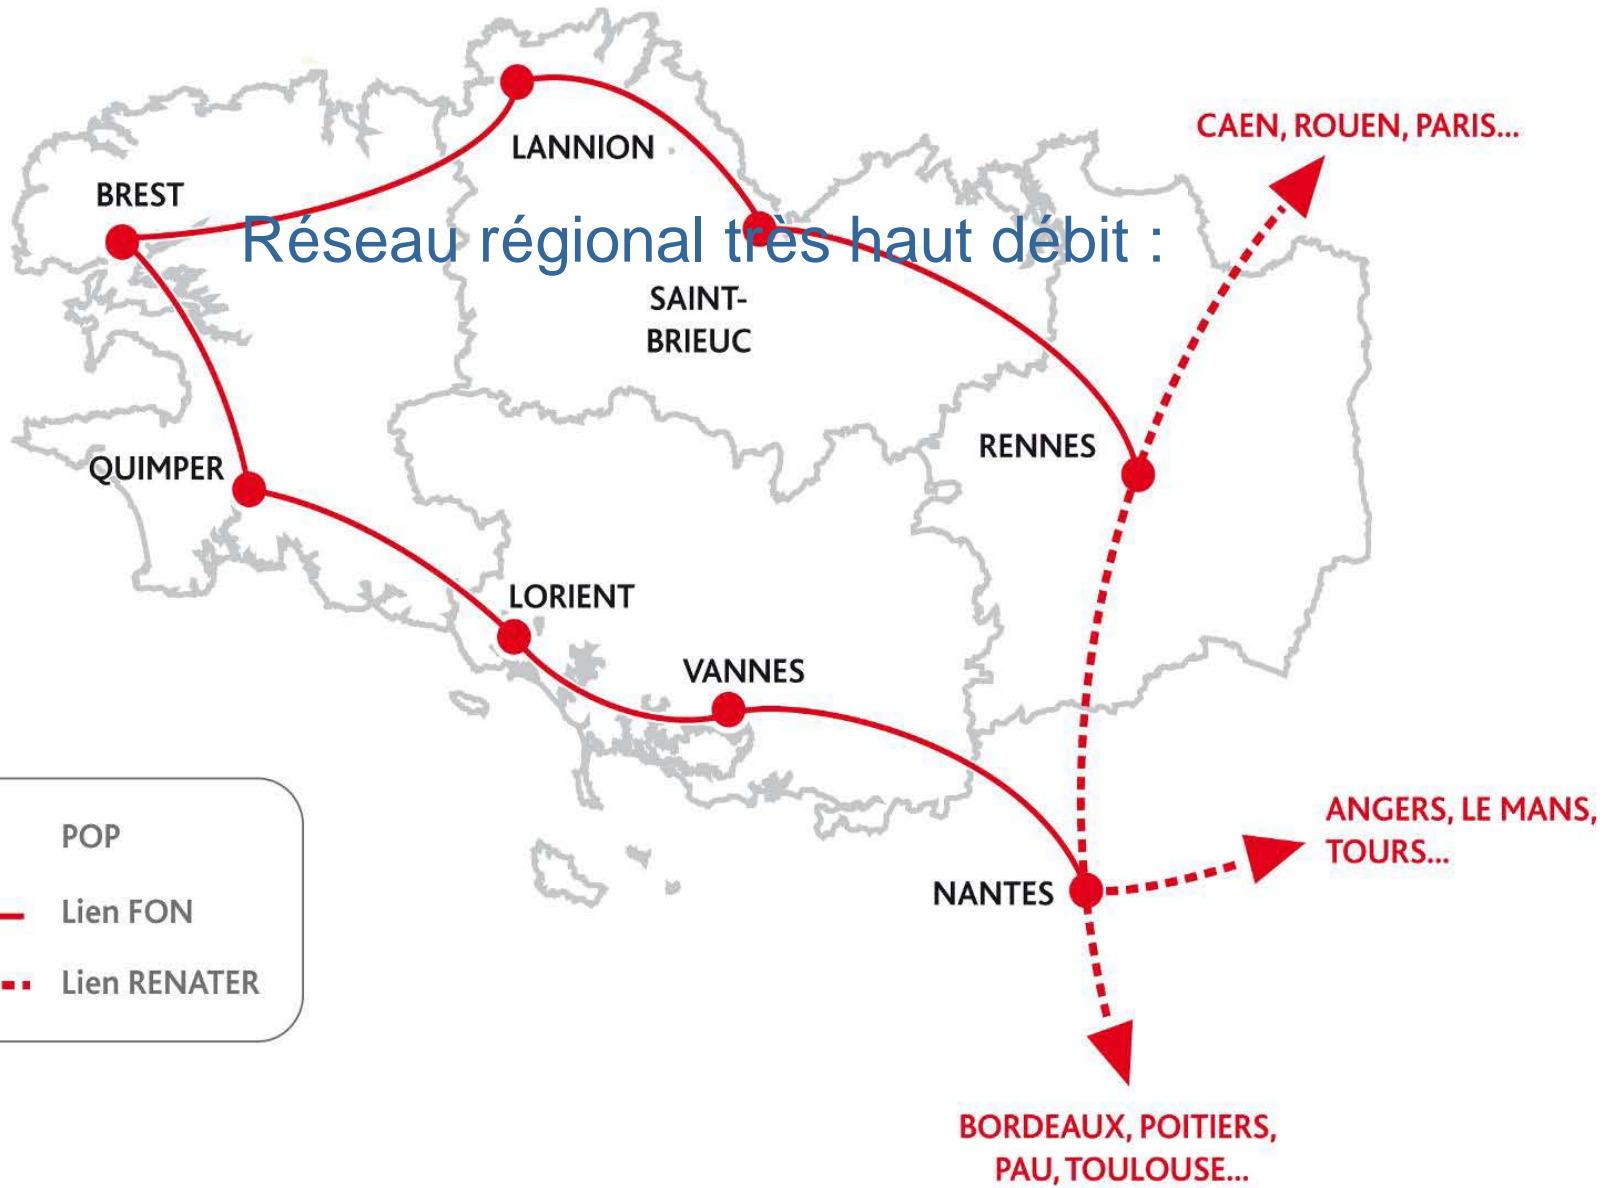 CAEN, ROUEN, PARIS...
LANNION
BREST
Réseau régional très haut débit :
SAINT-
BRIEUC
RENNES
QUIMPER
LORIENT
VANNES
ANGERS, LE MANS,
TOURS...
NANTES
POP
Lien FON
Lien RENATER
BORDEAUX, POITIERS,
PAU, TOULOUSE...